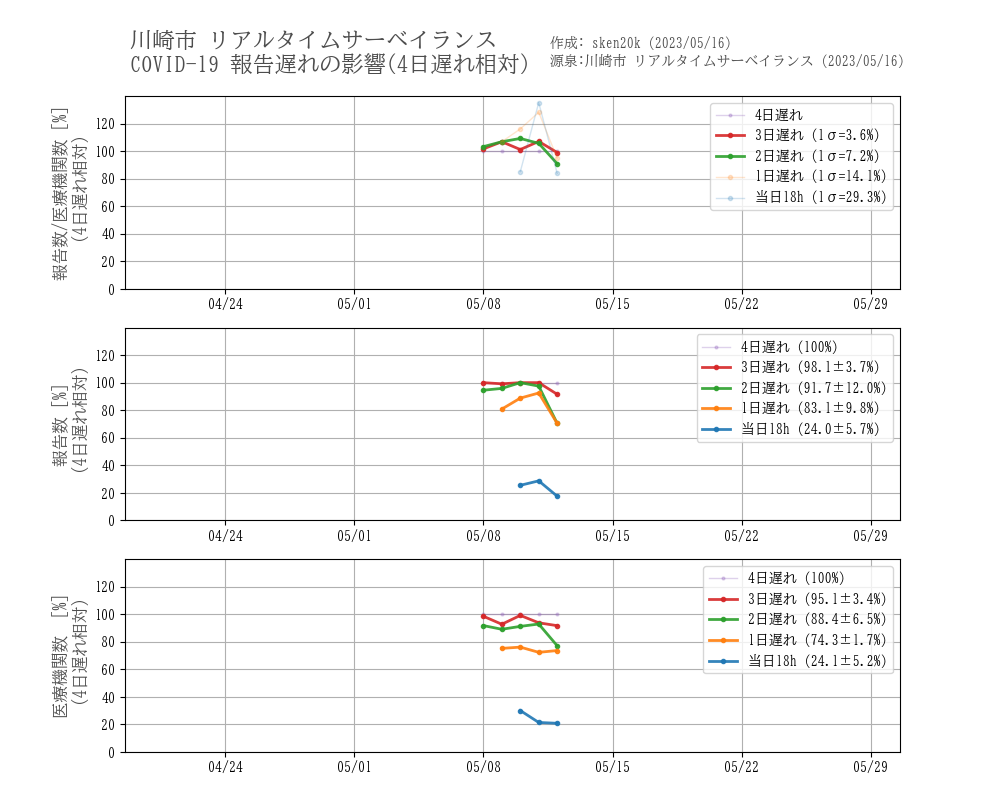 川崎市 リアルタイムサーベイランス
COVID-19 報告遅れの影響(4日遅れ相対)
作成: sken20k (2023/05/16)
源泉:川崎市 リアルタイムサーベイランス (2023/05/16)
報告数/医療機関数 [%]
(4日遅れ相対)
120
100
80
60
40
20
0
4日遅れ
3日遅れ (1σ=3.6%)
2日遅れ (1σ=7.2%)
1日遅れ (1σ=14.1%)
当日18h (1σ=29.3%)
04/24 05/01 05/08 05/15 05/22 05/29
報告数 [%]
(4日遅れ相対)
120
100
80
60
40
20
0
4日遅れ (100%)
3日遅れ (98.1±3.7%)
2日遅れ (91.7±12.0%)
1日遅れ (83.1±9.8%)
当日18h (24.0±5.7%)
04/24 05/01 05/08 05/15 05/22 05/29
医療機関数 [%]
(4日遅れ相対)
120
100
80
60
40
20
0
4日遅れ (100%)
3日遅れ (95.1±3.4%)
2日遅れ (88.4±6.5%)
1日遅れ (74.3±1.7%)
当日18h (24.1±5.2%)
04/24 05/01 05/08 05/15 05/22 05/29